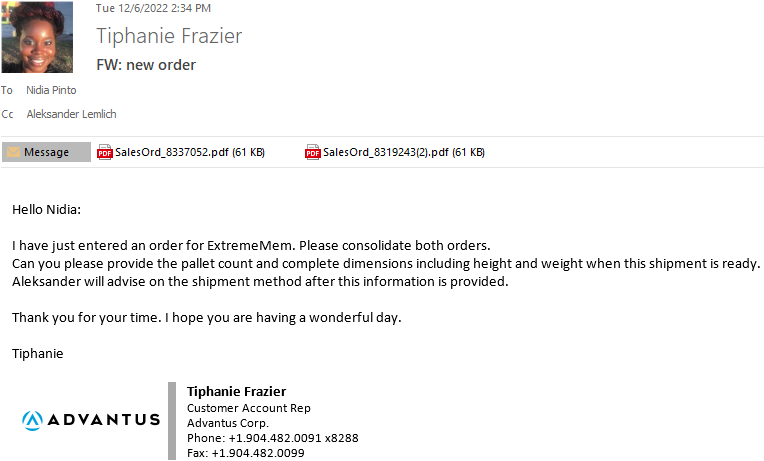 Tue 12/6/2022 2:34 PM
Tiphanie Frazier
FW: new order
To Nidia Pinto
Cc Aleksander Lemlich
Message PDF SalesOrd_8337052.pdf (61 KB) PDF SalesOrd_8319243(2).pdf (61 KB)
Hello Nidia:
I have just entered an order for ExtremeMem. Please consolidate both orders.
Can you please provide the pallet count and complete dimensions including height and weight when this shipment is ready.
Aleksander will advise on the shipment method after this information is provided.
Thank you for your time. I hope you are having a wonderful day.
Tiphanie
ADVANTUS
Tiphanie Frazier
Customer Account Rep
Advantus Corp.
Phone: +1.904.482.0091 x8288
Fax: +1.904.482.0099